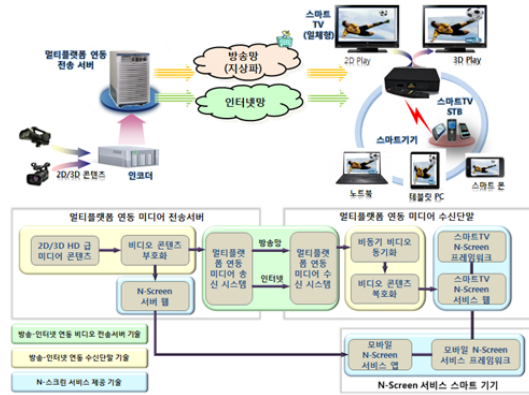 스마트
TV
(일체형)
멀티플랫폼 연동
전송 서버
방송망
(지상파)
인터넷망
2D Play
3D Play
스마트TV
STB
스마트기기
2D/3D 콘텐츠
인코더
노트북
태블릿 PC
스마트 폰
멀티플랫폼 연동 미디어 전송서버
멀티플랫폼 연동 미디어 수신단말
2D/3D HD 급
미디어 콘텐츠
비디오 콘텐츠
부호화
멀티플랫
폼 연동
미디어 송
신 시스템
방송망
인터넷
멀티플랫
폼 연동
미디어 수
신 시스템
비동기 비디오
동기화
비디오 콘텐츠
복호화
스마트TV
N-Screen
프레임워크
스마트TV
N-Screen
서비스 웹
N-Screen
서버 웹
방송-인터넷 연동 비디오 전송서버 기술
방송-인터넷 연동 수신단말 기술
N-스크린 서비스 제공 기술
모바일
N-Screen
서비스 앱
모바일 N-Screen
서비스 프레임워크
N-Screen 서비스 스마트 기기